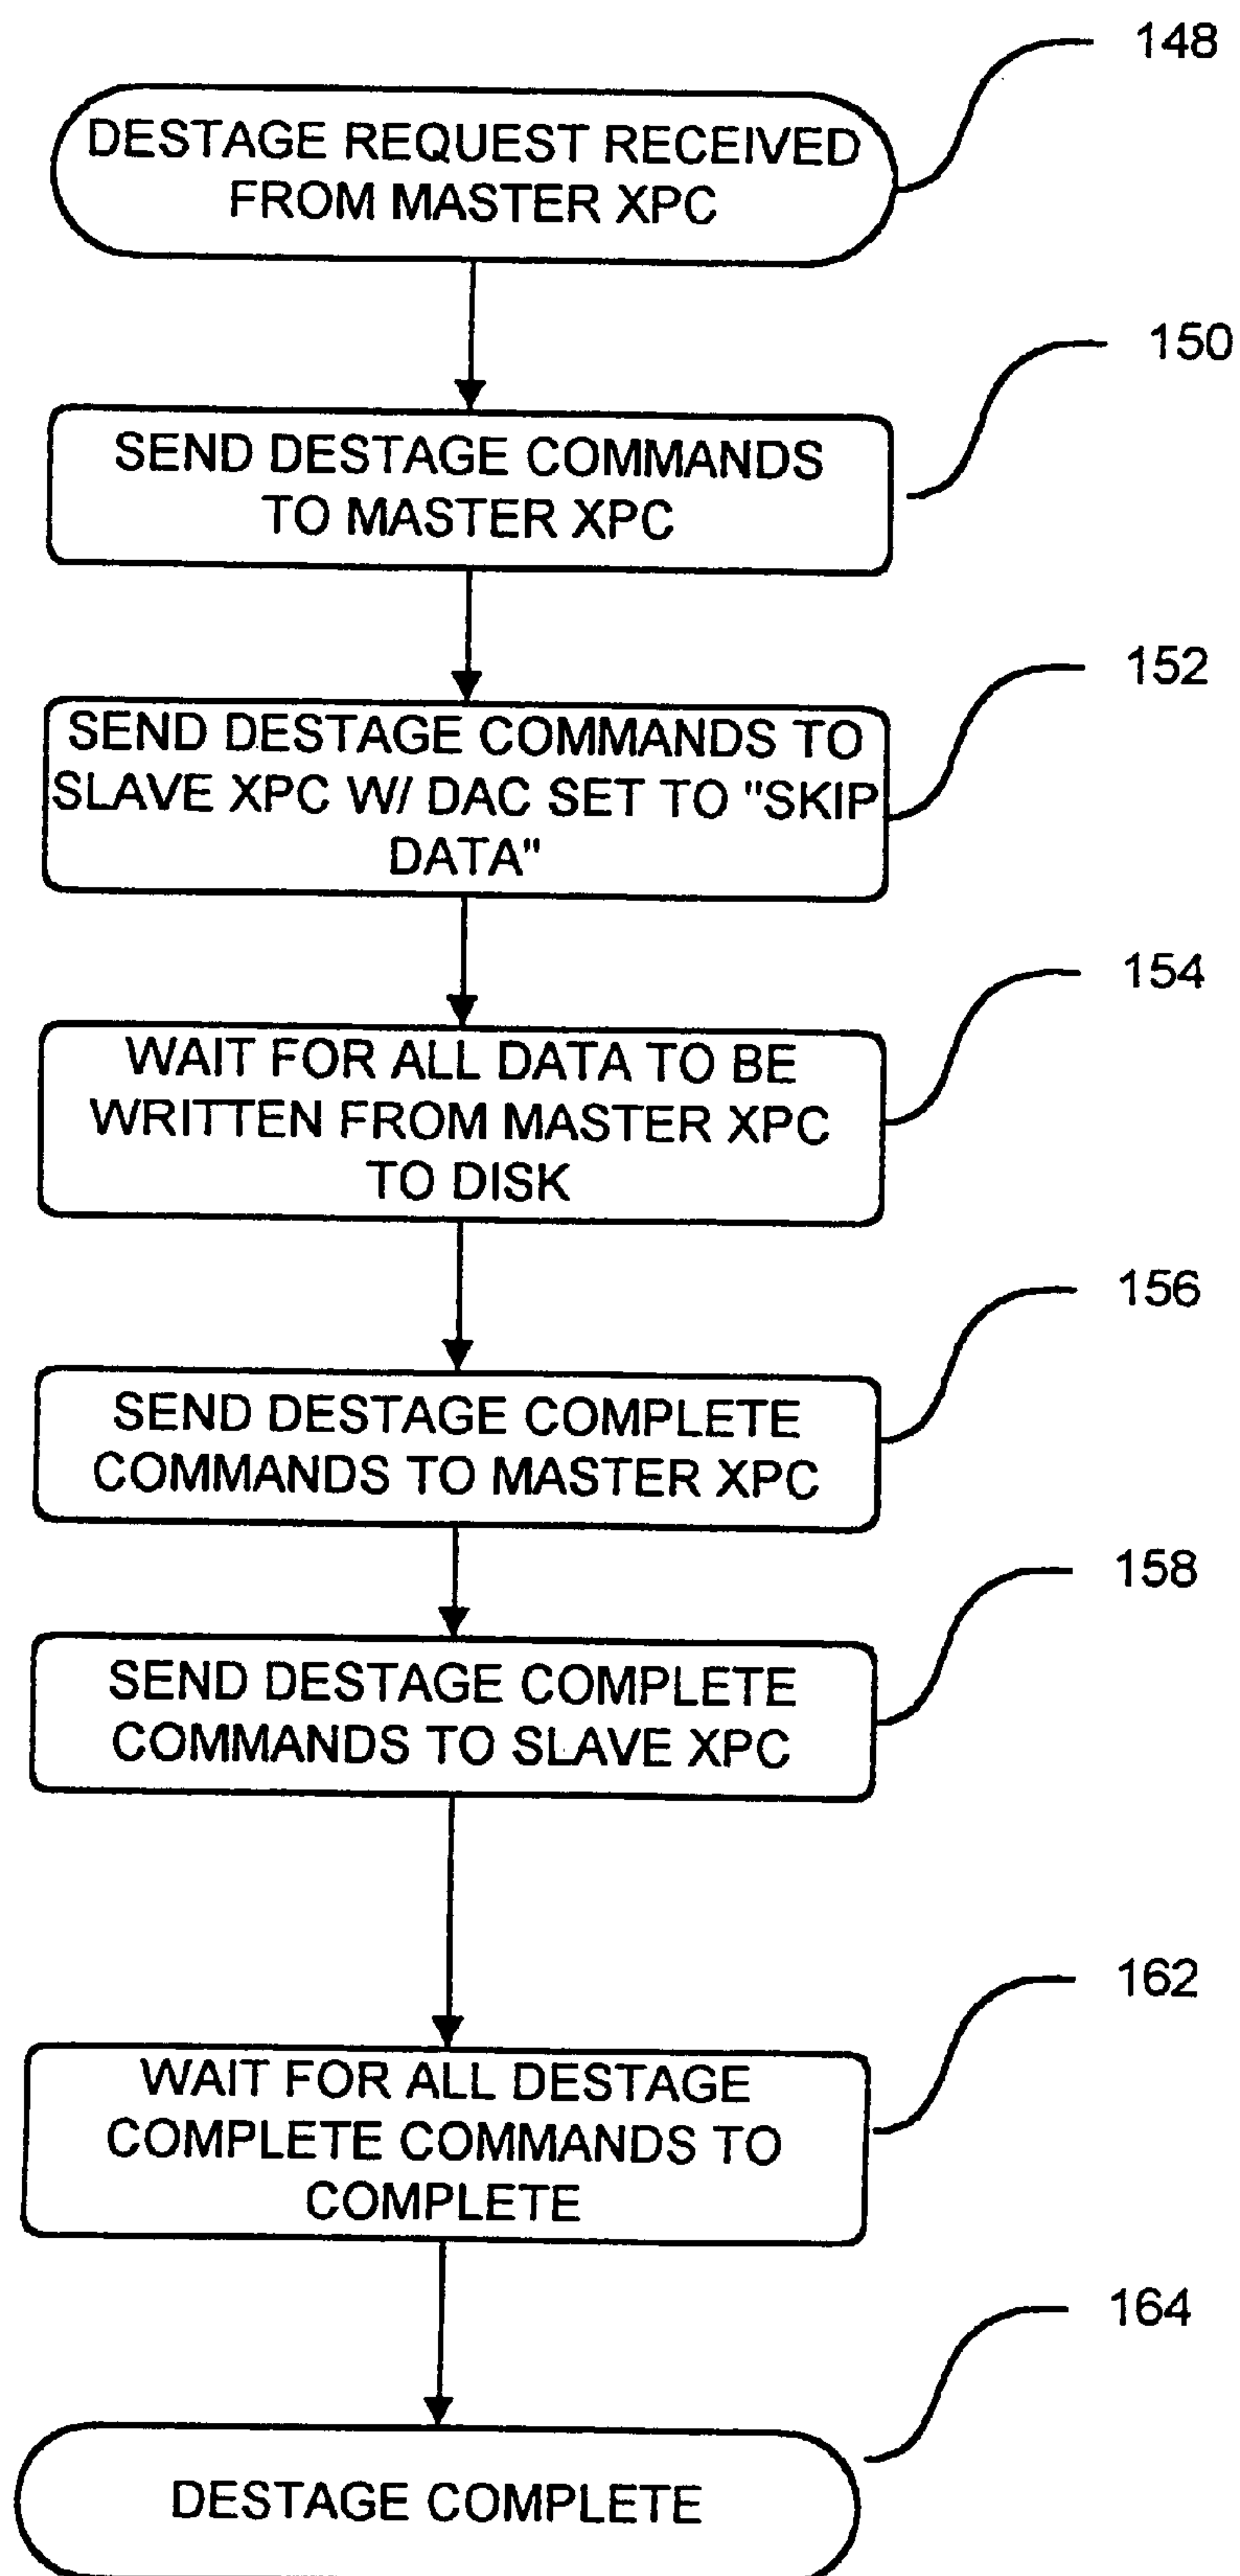 148
DESTAGE REQUEST RECEIVED
FROM MASTER XPC
150
SEND DESTAGE COMMANDS
TO MASTER XPC
152
SEND DESTAGE COMMANDS TO
SLAVE XPC W/ DAC SET TO "SKIP
DATA"
154
WAIT FOR ALL DATA TO BE
WRITTEN FROM MASTER XPC
TO DISK
156
SEND DESTAGE COMPLETE
COMMANDS TO MASTER XPC
158
SEND DESTAGE COMPLETE
COMMANDS TO SLAVE XPC
162
WAIT FOR ALL DESTAGE
COMPLETE COMMANDS TO
COMPLETE
164
DESTAGE COMPLETE